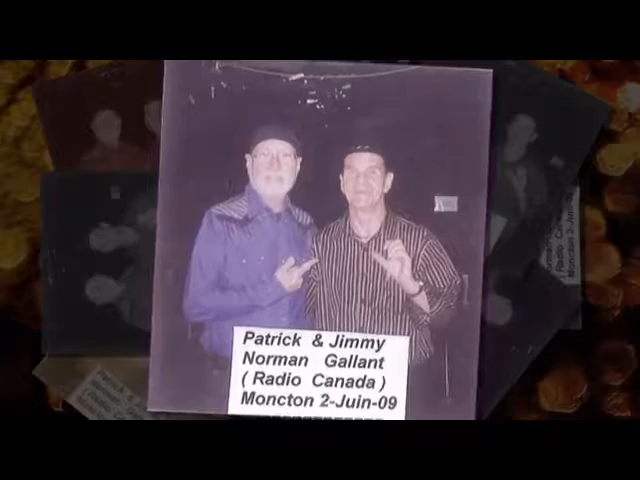 Patrick & Jimmy
Norman Gallant
( Radio Canada )
Moncton 2-Juin-09